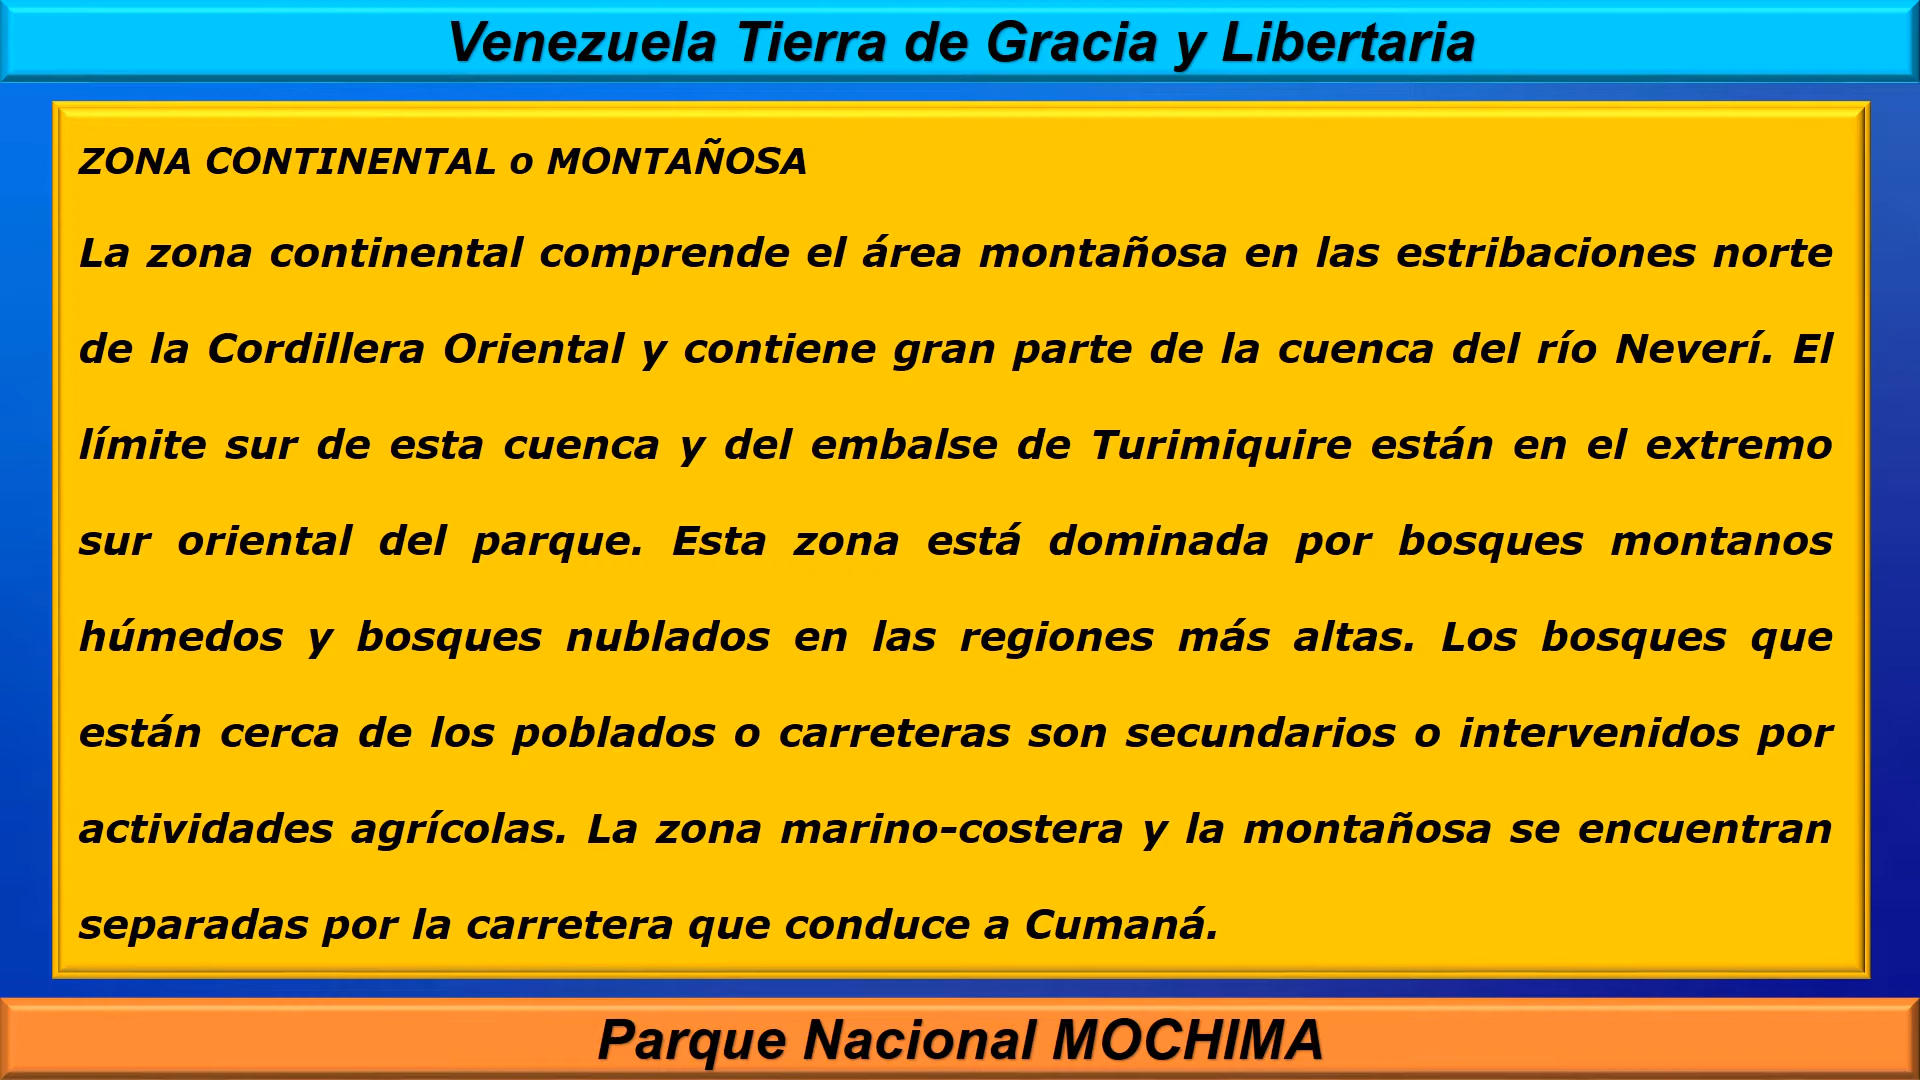 Venezuela Tierra de Gracia y Libertaria
ZONA CONTINENTAL o MONTAÑOSA
La zona continental comprende el área montañosa en las estribaciones norte
de la Cordillera Oriental y contiene gran parte de la cuenca del río Neverí. El
límite sur de esta cuenca y del embalse de Turimiquire están en el extremo
sur oriental del parque. Esta zona está dominada por bosques montanos
húmedos y bosques nublados en las regiones más altas. Los bosques que
están cerca de los poblados o carreteras son secundarios o intervenidos por
actividades agrícolas. La zona marino-costera y la montañosa se encuentran
separadas por la carretera que conduce a Cumaná.
Parque Nacional MOCHIMA